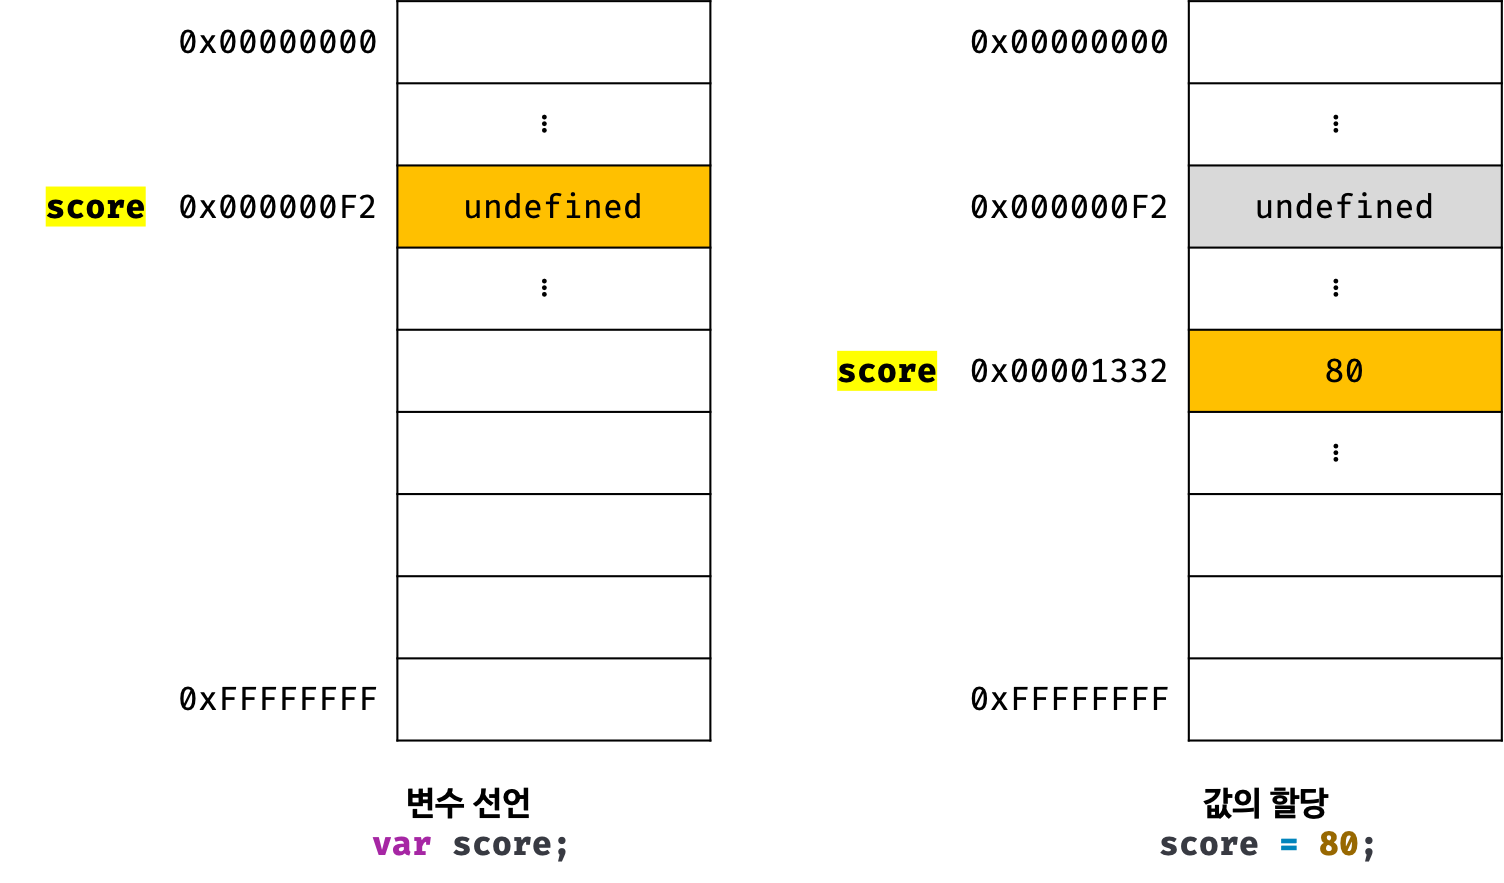 0x00000000
⋮
score 0x000000F2 undefined
⋮
0xFFFFFFFF
변수 선언
var score;
0x00000000
⋮
0x000000F2 undefined
⋮
score 0x00001332 80
⋮
0xFFFFFFFF
값의 할당
score = 80;